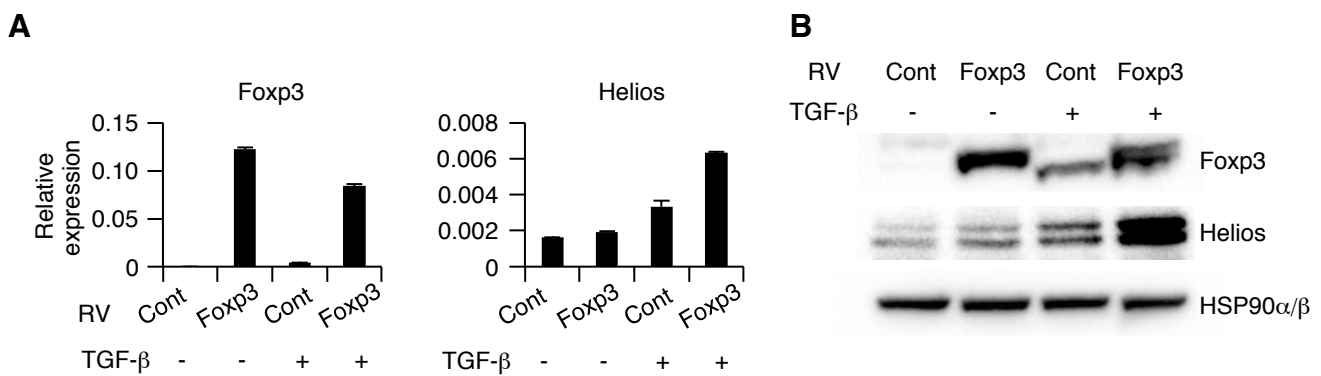 A
Foxp3
Relative
expression
0.15
0.10
0.05
0
RV
Cont
Foxp3
Cont
Foxp3
TGF-β - - + +
Helios
0.008
0.006
0.004
0.002
0
Cont
Foxp3
Cont
Foxp3
TGF-β - - + +
B
RV Cont Foxp3 Cont Foxp3
TGF-β - - + +
Foxp3
Helios
HSP90α/β